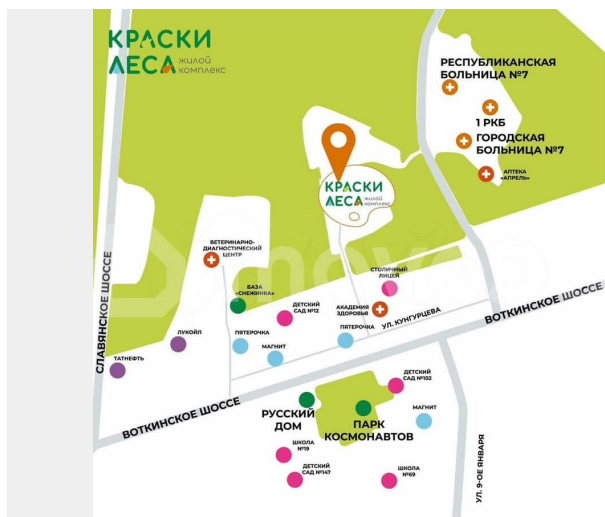 КРАСКИ
ЛЕСА жилой
комплекс
РЕСПУБЛИКАНСКАЯ
БОЛЬНИЦА №7
1 РКБ
ГОРОДСКАЯ
БОЛЬНИЦА №7
АПТЕКА
«АПРЕЛЬ»
КРАСКИ
ЛЕСА жилой
комплекс
ВЕТЕРИНАРНО-
ДИАГНОСТИЧЕСКИЙ
ЦЕНТР
СТОЛИЧНЫЙ
ЛИЦЕЙ
БАЗА
«СНЕЖИНКА»
ДЕТСКИЙ
САД №12
АКАДЕМИЯ
ЗДОРОВЬЯ
УЛ. КУНГУРЦЕВА
ВОТКИНСКОЕ ШОССЕ
СЛАВЯНСКОЕ ШОССЕ
ЛУКОЙЛ
ТАТНЕФТЬ
ПЯТЕРОЧКА
МАГНИТ
ПЯТЕРОЧКА
ВОТКИНСКОЕ ШОССЕ
ДЕТСКИЙ
САД №102
РУССКИЙ
ДОМ
ПАРК
КОСМОНАВТОВ
МАГНИТ
ШКОЛА
№19
ДЕТСКИЙ
САД №147
ШКОЛА
№69
УЛ. 9-ОЕ ЯНВАРЯ